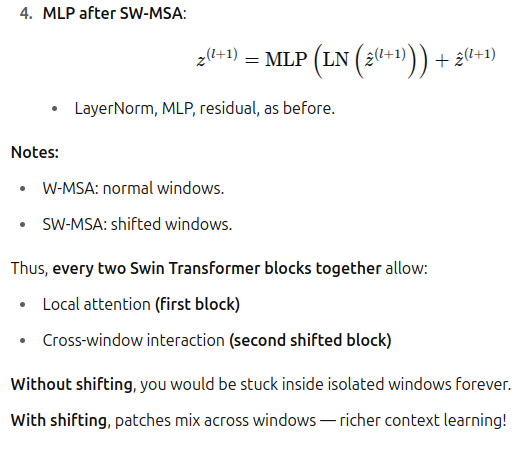 4. MLP after SW-MSA:
z^{(l+1)} = MLP (LN (ẑ^{(l+1)})) + ẑ^{(l+1)}
• LayerNorm, MLP, residual, as before.
Notes:
• W-MSA: normal windows.
• SW-MSA: shifted windows.
Thus, every two Swin Transformer blocks together allow:
• Local attention (first block)
• Cross-window interaction (second shifted block)
Without shifting, you would be stuck inside isolated windows forever.
With shifting, patches mix across windows — richer context learning!